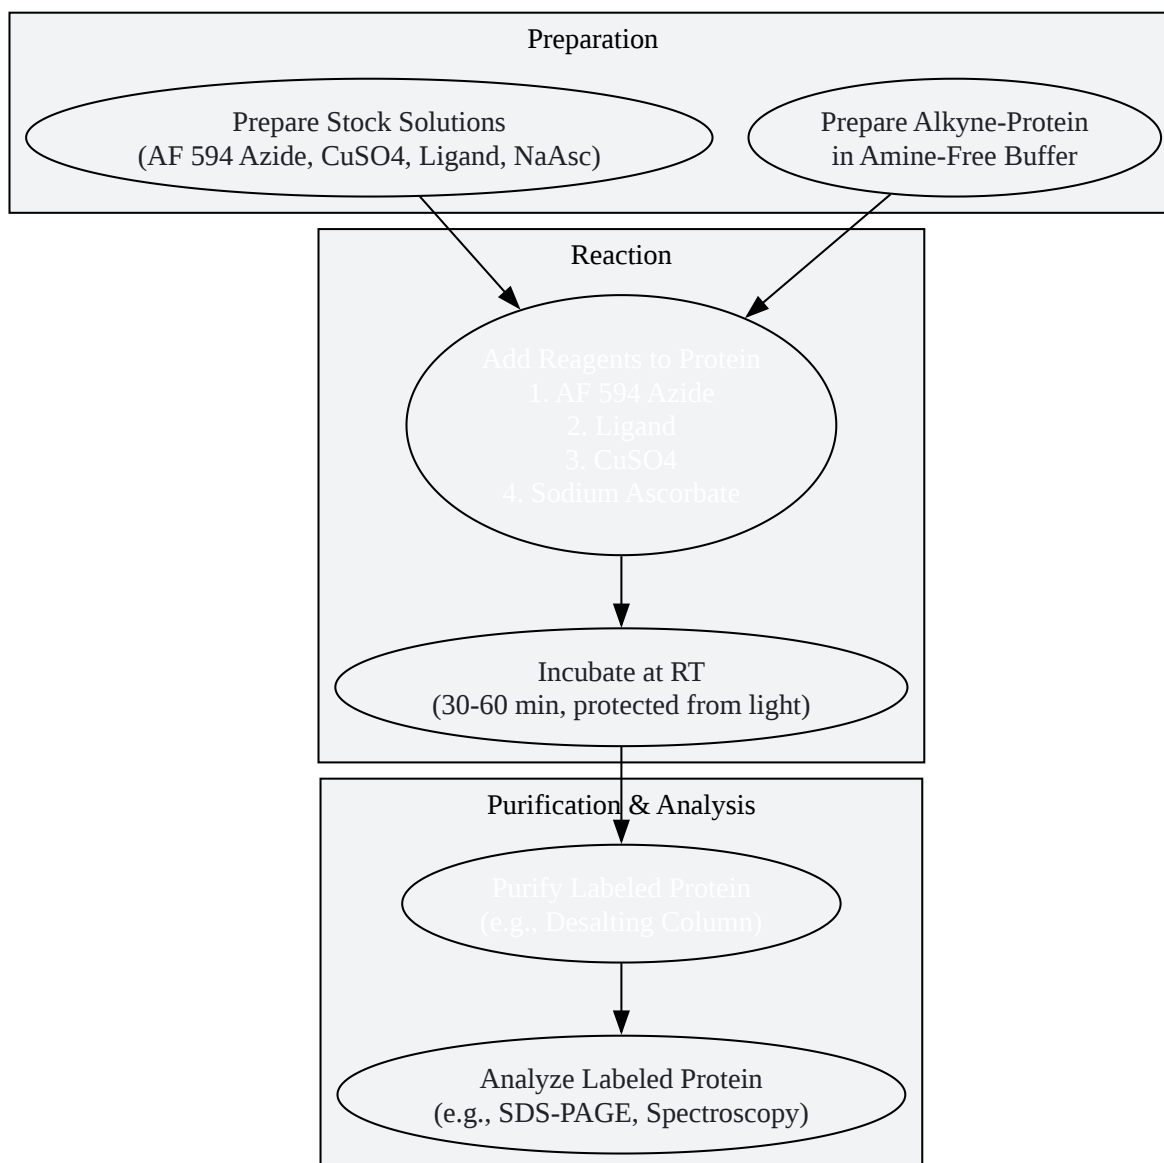 Preparation
Prepare Stock Solutions
(AF 594 Azide, CuSO4, Ligand, NaAsc)
Prepare Alkyne-Protein
in Amine-Free Buffer
Reaction
Add Reagents to Protein
1. AF 594 Azide
2. Ligand
3. CuSO4
4. Sodium Ascorbate
Incubate at RT
(30-60 min, protected from light)
Purification & Analysis
Purify Labeled Protein
(e.g., Desalting Column)
Analyze Labeled Protein
(e.g., SDS-PAGE, Spectroscopy)